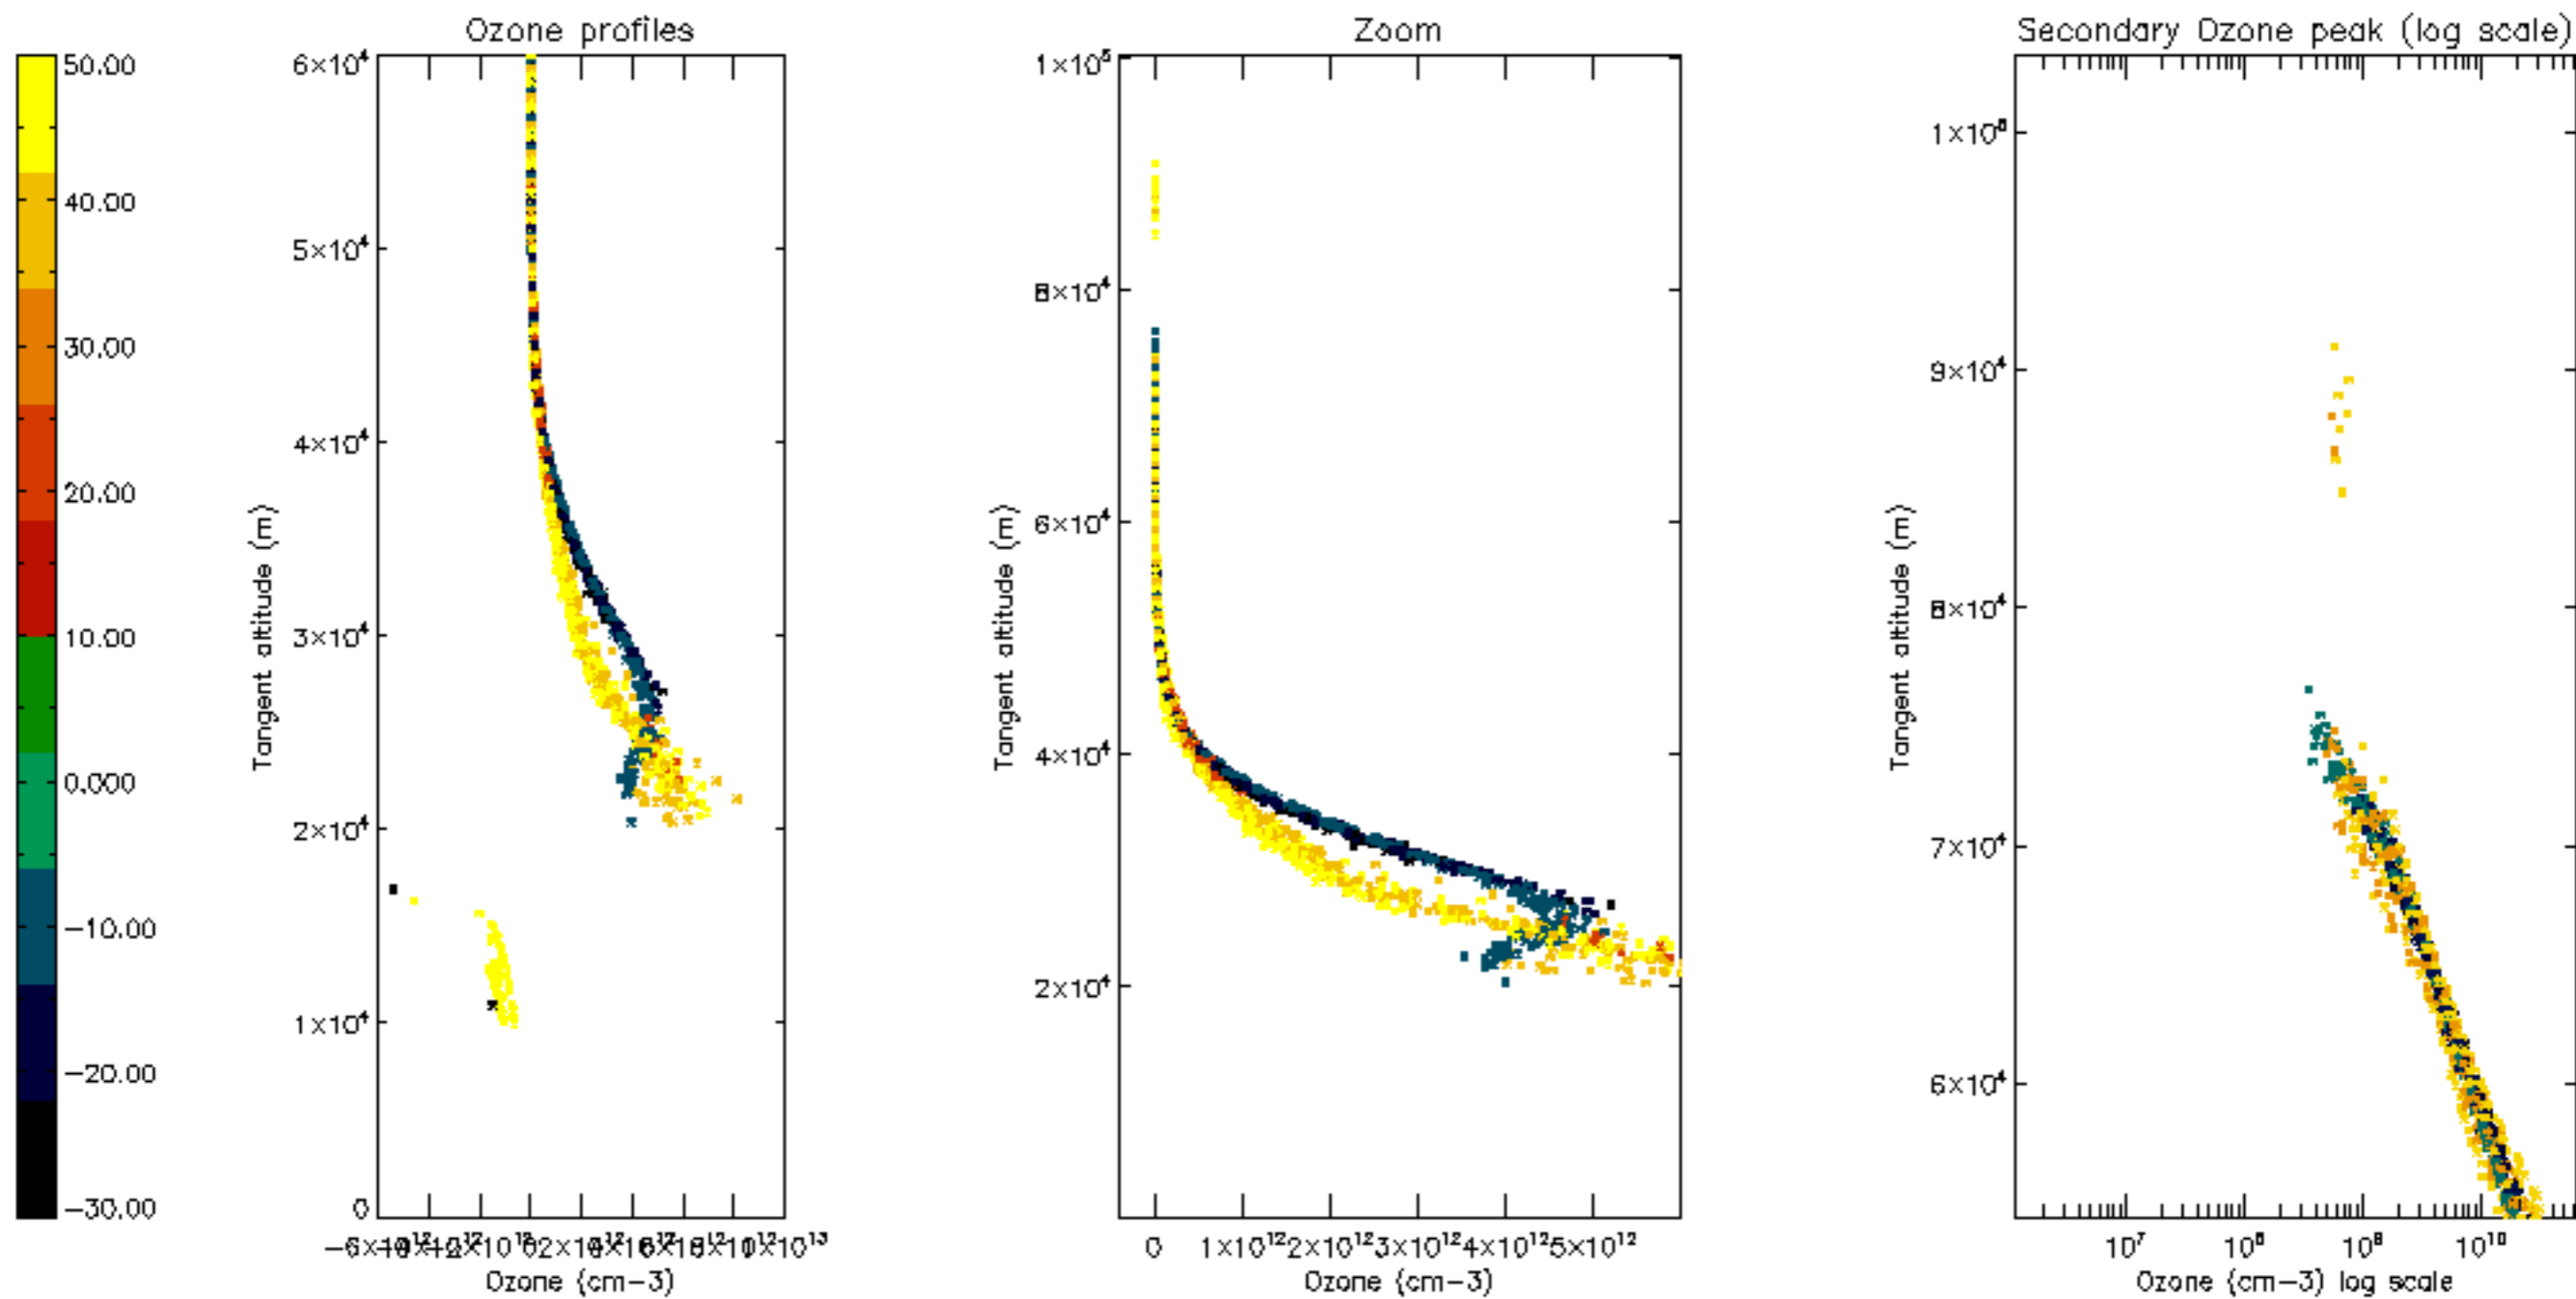 Ozone profiles
Zoom
Secondary Ozone peak (log scale)
50.00
40.00
30.00
20.00
10.00
0.000
−10.00
−20.00
−30.00
6×10⁴
5×10⁴
4×10⁴
3×10⁴
2×10⁴
1×10⁴
0
Tangent altitude (m)
1×10⁵
8×10⁴
6×10⁴
4×10⁴
2×10⁴
Tangent altitude (m)
9×10⁴
8×10⁴
7×10⁴
6×10⁴
Tangent altitude (m)
1×10¹³
Ozone (cm−3)
0 1×10¹² 2×10¹² 3×10¹² 4×10¹² 5×10¹²
Ozone (cm−3)
10⁷ 10⁸ 10⁹ 10¹⁰
Ozone (cm−3) log scale